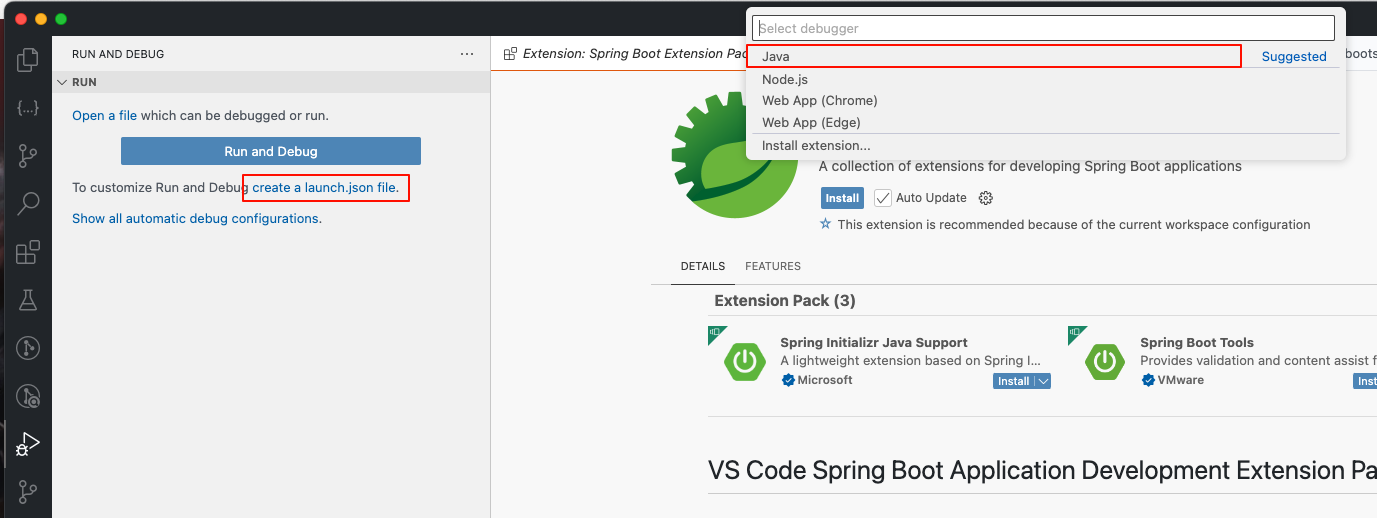 RUN AND DEBUG
RUN
Open a file which can be debugged or run.
Run and Debug
To customize Run and Debug create a launch.json file.
Show all automatic debug configurations.
Extension: Spring Boot Extension Pac
Select debugger
Java Suggested
Node.js
Web App (Chrome)
Web App (Edge)
Install extension...
boots
A collection of extensions for developing Spring Boot applications
Install Auto Update
This extension is recommended because of the current workspace configuration
DETAILS FEATURES
Extension Pack (3)
Spring Initializr Java Support
A lightweight extension based on Spring I...
Microsoft Install
Spring Boot Tools
Provides validation and content assist f
VMware Inst
VS Code Spring Boot Application Development Extension Pa